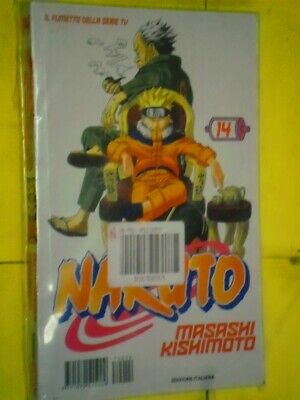 IL FUMETTO DELLA SERIE TV
14
NARUTO
MASASHI
KISHIMOTO
EDIZIONE ITALIANA